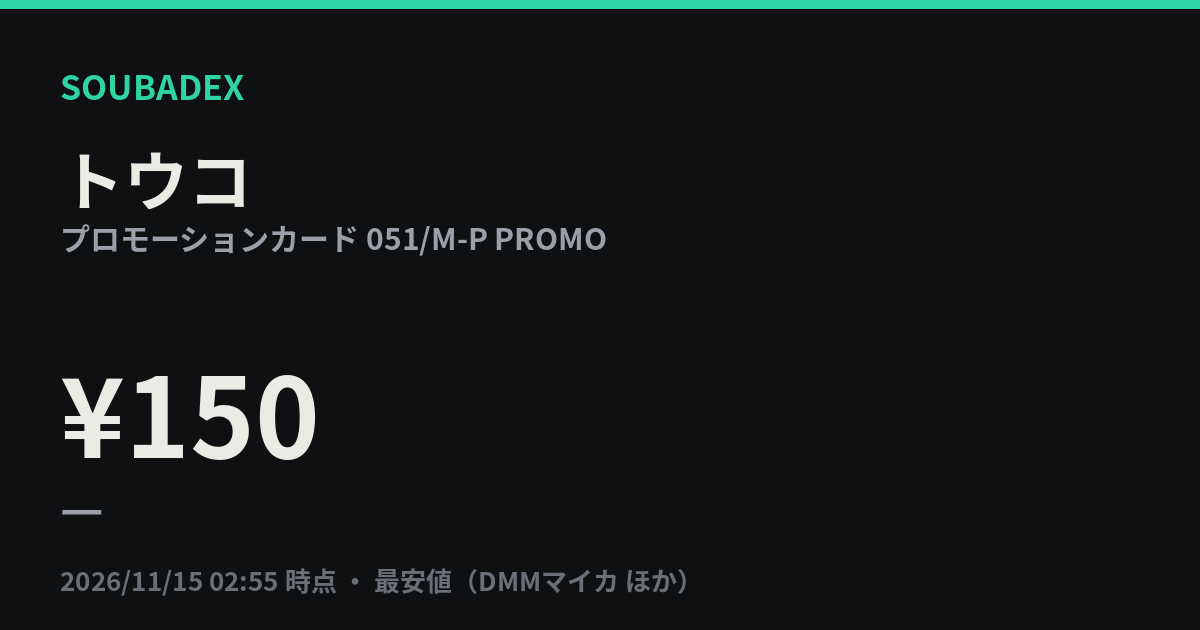 SOUBADEX
トウコ
プロモーションカード 051/M-P PROMO
¥150
—
2026/11/15 02:55 時点 ・ 最安値（DMMマイカ ほか）